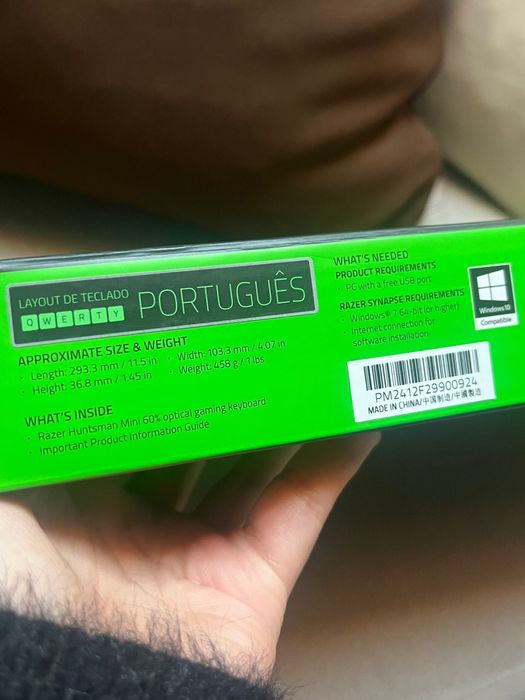 LAYOUT DE TECLADO
QWERTY
PORTUGUÊS
APPROXIMATE SIZE & WEIGHT
· Length: 293.3 mm / 11.5 in · Width: 103.3 mm / 4.07 in
· Height: 36.8 mm / 1.45 in · Weight: 458 g / 1 lbs
WHAT'S INSIDE
· Razer Huntsman Mini 60% optical gaming keyboard
· Important Product Information Guide
WHAT'S NEEDED
PRODUCT REQUIREMENTS
· PC with a free USB port
RAZER SYNAPSE REQUIREMENTS
· Windows® 7 64-bit (or higher)
· Internet connection for
software installation
Windows 10
Compatible
PM2412F29900924
MADE IN CHINA/中国制造/中國製造